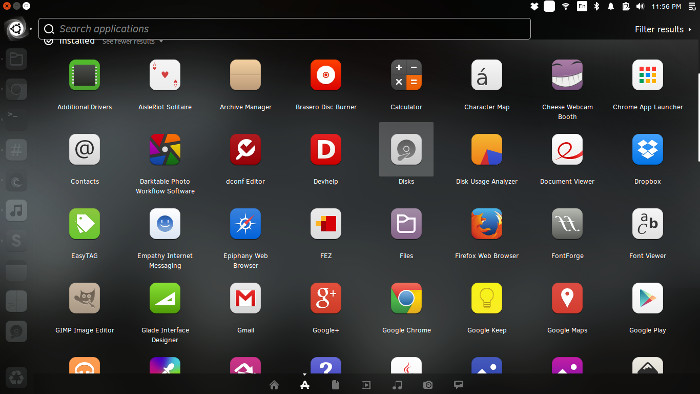 11:56 PM
Search applications
Filter results
Installed See fewer results
Additional Drivers
AisleRiot Solitaire
Archive Manager
Brasero Disc Burner
Calculator
Character Map
Cheese Webcam
Booth
Chrome App Launcher
Contacts
Darktable Photo
Workflow Software
dconf Editor
Devhelp
Disks
Disk Usage Analyzer
Document Viewer
Dropbox
EasyTAG
Empathy Internet
Messaging
Epiphany Web
Browser
FEZ
Files
Firefox Web Browser
FontForge
Font Viewer
GIMP Image Editor
Glade Interface
Designer
Gmail
Google+
Google Chrome
Google Keep
Google Maps
Google Play